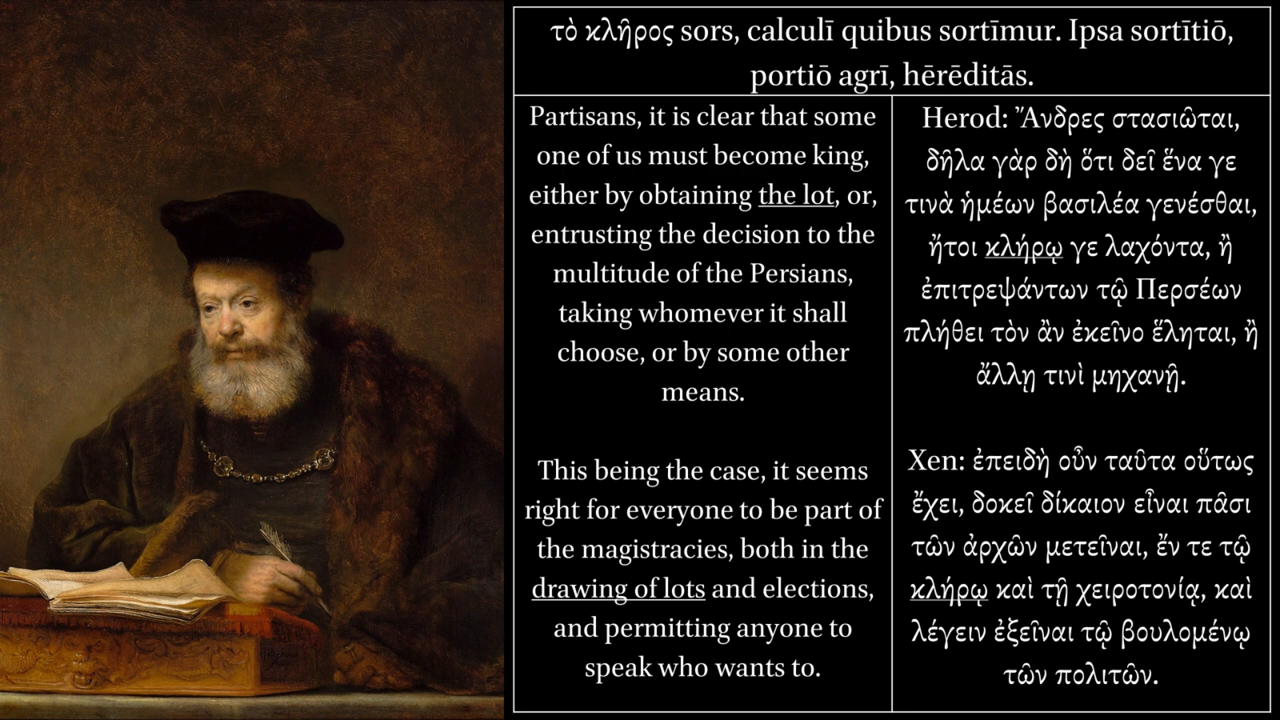 τὸ κλῆρος sors, calculī quibus sortīmur. Ipsa sortītiō,
portiō agrī, hērēditās.
Partisans, it is clear that some
one of us must become king,
either by obtaining the lot, or,
entrusting the decision to the
multitude of the Persians,
taking whomever it shall
choose, or by some other
means.
This being the case, it seems
right for everyone to be part of
the magistracies, both in the
drawing of lots and elections,
and permitting anyone to
speak who wants to.
Herod: Ἄνδρες στασιῶται,
δῆλα γὰρ δὴ ὅτι δεῖ ἕνα γε
τινὰ ἡμέων βασιλέα γενέσθαι,
ἤτοι κλήρῳ γε λαχόντα, ἢ
ἐπιτρεψάντων τῷ Περσέων
πλήθει τὸν ἂν ἐκεῖνο ἕληται, ἢ
ἄλλῃ τινὶ μηχανῇ.
Xen: ἐπειδὴ οὖν ταῦτα οὕτως
ἔχει, δοκεῖ δίκαιον εἶναι πᾶσι
τῶν ἀρχῶν μετεῖναι, ἔν τε τῷ
κλήρῳ καὶ τῇ χειροτονίᾳ, καὶ
λέγειν ἐξεῖναι τῷ βουλομένῳ
τῶν πολιτῶν.